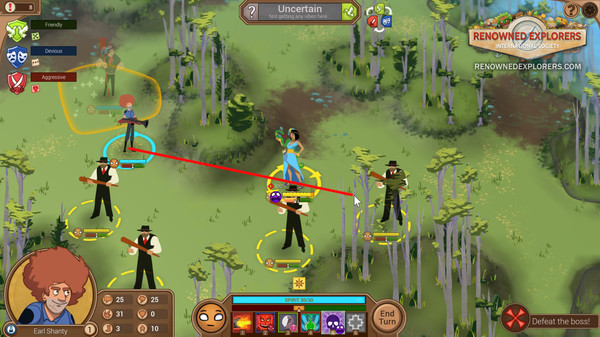 Friendly
Devious
Aggressive
Uncertain
Not getting any vibes here
RENOWNED EXPLORERS
INTERNATIONAL SOCIETY
RENOWNEDEXPLORERS.COM
25
25
31
0
3
10
Earl Shanty
1
SPIRIT 30/30
End
Turn
Defeat the boss!